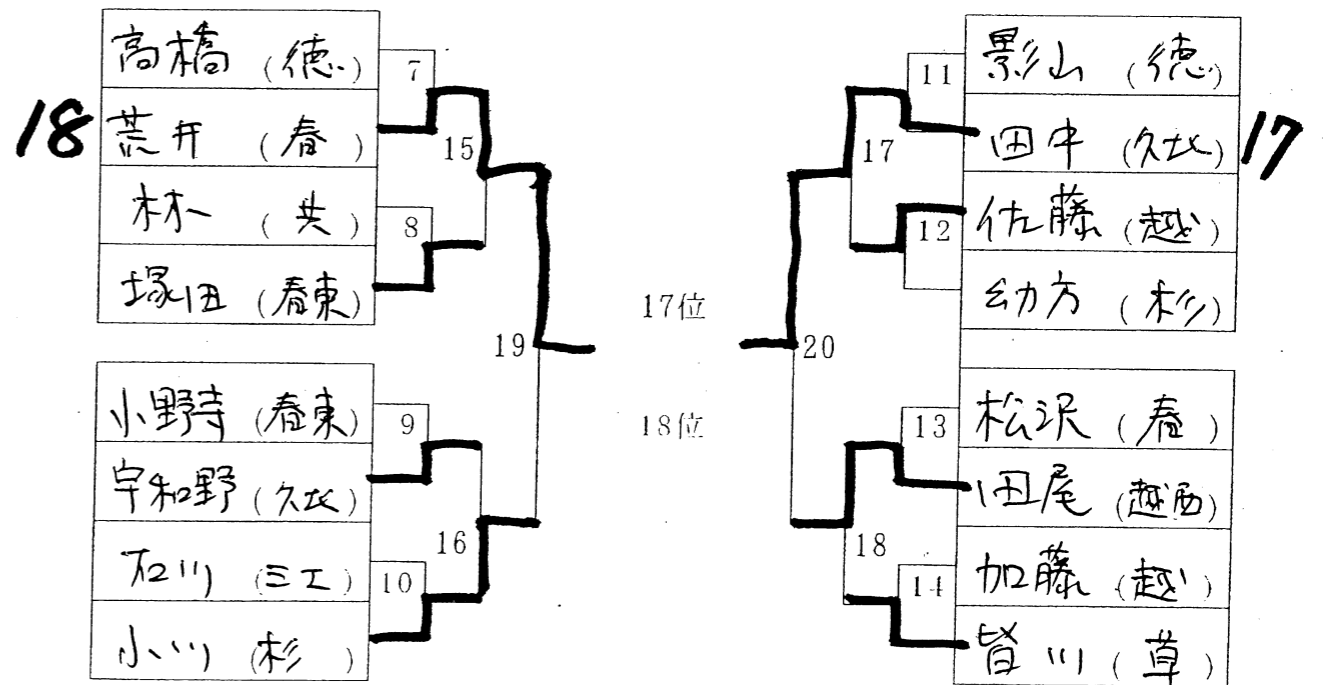 高橋 (徳)
18 荒井 (春)
林 (共)
塚田 (春東)
小野寺 (春東)
宇和野 (久比)
石川 (三工)
小川 (杉)
7
15
8
19
9
16
10
17位
18位
11
17
12
20
13
18
14
影山 (徳)
田中 (久比) 17
佐藤 (越)
幼方 (杉)
松沢 (春)
田尾 (越西)
加藤 (越)
皆川 (草)